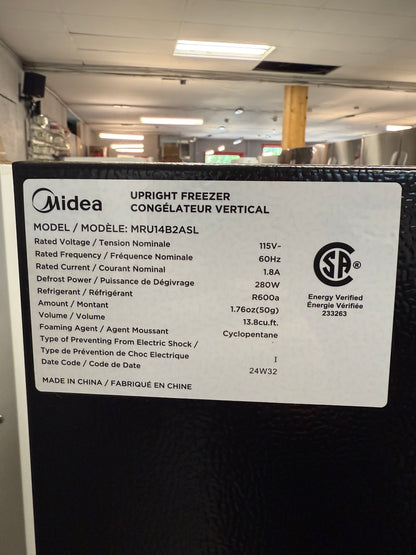 Midea
UPRIGHT FREEZER
CONGÉLATEUR VERTICAL
MODEL / MODÈLE: MRU14B2ASL
Rated Voltage / Tension Nominale 115V~
Rated Frequency / Fréquence Nominale 60Hz
Rated Current / Courant Nominal 1.8A
Defrost Power / Puissance de Dégivrage 280W
Refrigerant / Réfrigérant R600a
Amount / Montant 1.76oz(50g)
Volume / Volume 13.8cu.ft.
Foaming Agent / Agent Moussant Cyclopentane
Type of Preventing From Electric Shock /
Type de Prévention de Choc Electrique I
Date Code / Code de Date 24W32
MADE IN CHINA / FABRIQUÉ EN CHINE
CSA ®
Energy Verified
Énergie Vérifiée
233263